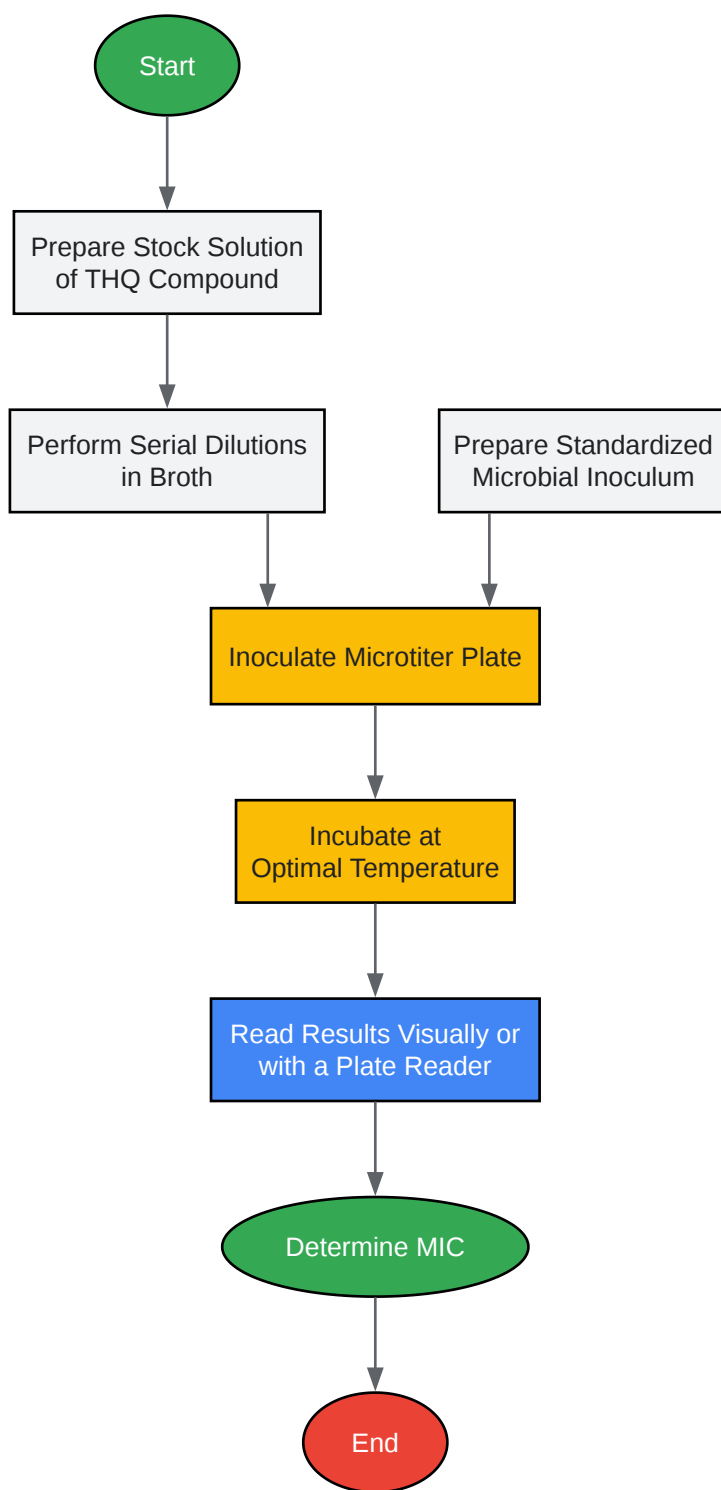 Start
Prepare Stock Solution
of THQ Compound
Perform Serial Dilutions
in Broth
Prepare Standardized
Microbial Inoculum
Inoculate Microtiter Plate
Incubate at
Optimal Temperature
Read Results Visually or
with a Plate Reader
Determine MIC
End